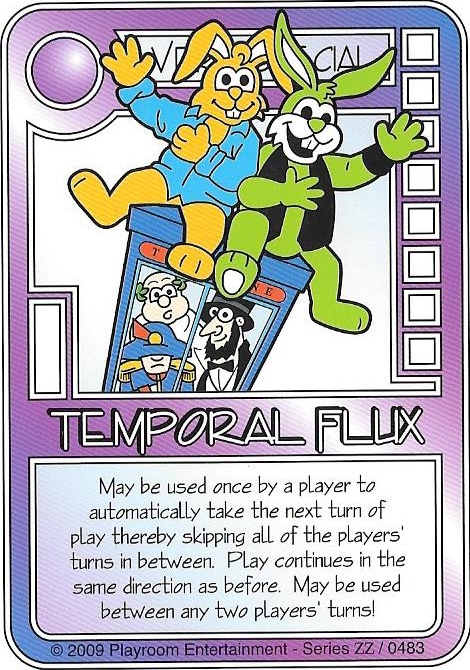 CIAL
T NE
TEMPORAL FLUX
May be used once by a player to
automatically take the next turn of
play thereby skipping all of the players'
turns in between. Play continues in the
same direction as before. May be used
between any two players' turns!
© 2009 Playroom Entertainment - Series ZZ / 0483